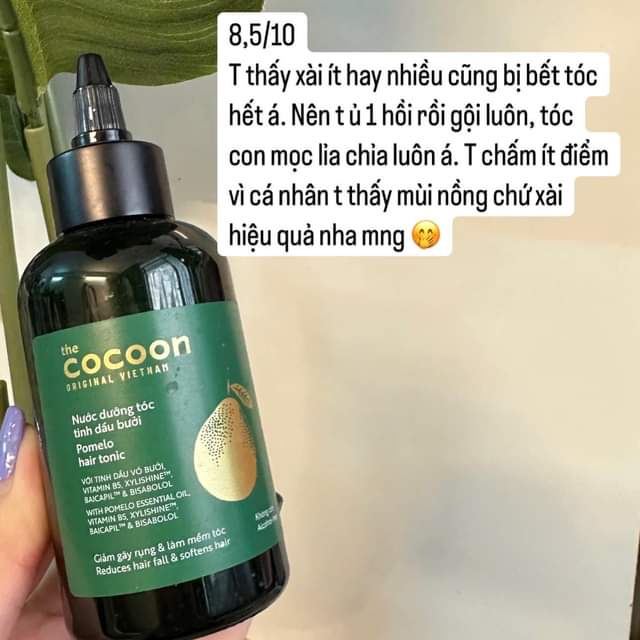 8,5/10
T thấy xài ít hay nhiều cũng bị bết tóc
hết á. Nên t ủ 1 hồi rồi gội luôn, tóc
con mọc lỉa chỉa luôn á. T chấm ít điểm
vì cá nhân t thấy mùi nồng chứ xài
hiệu quả nha mng 🤭
the
cocoon
ORIGINAL VIETNAM
Nước dưỡng tóc
tinh dầu bưởi
Pomelo
hair tonic
VỚI TINH DẦU VỎ BƯỞI,
VITAMIN B5, XYLISHINE™,
BAICAPIL™ & BISABOLOL
WITH POMELO ESSENTIAL OIL,
VITAMIN B5, XYLISHINE™,
BAICAPIL™ & BISABOLOL
Không
Alcohol
Giảm gãy rụng & làm mềm tóc
Reduces hair fall & softens hair